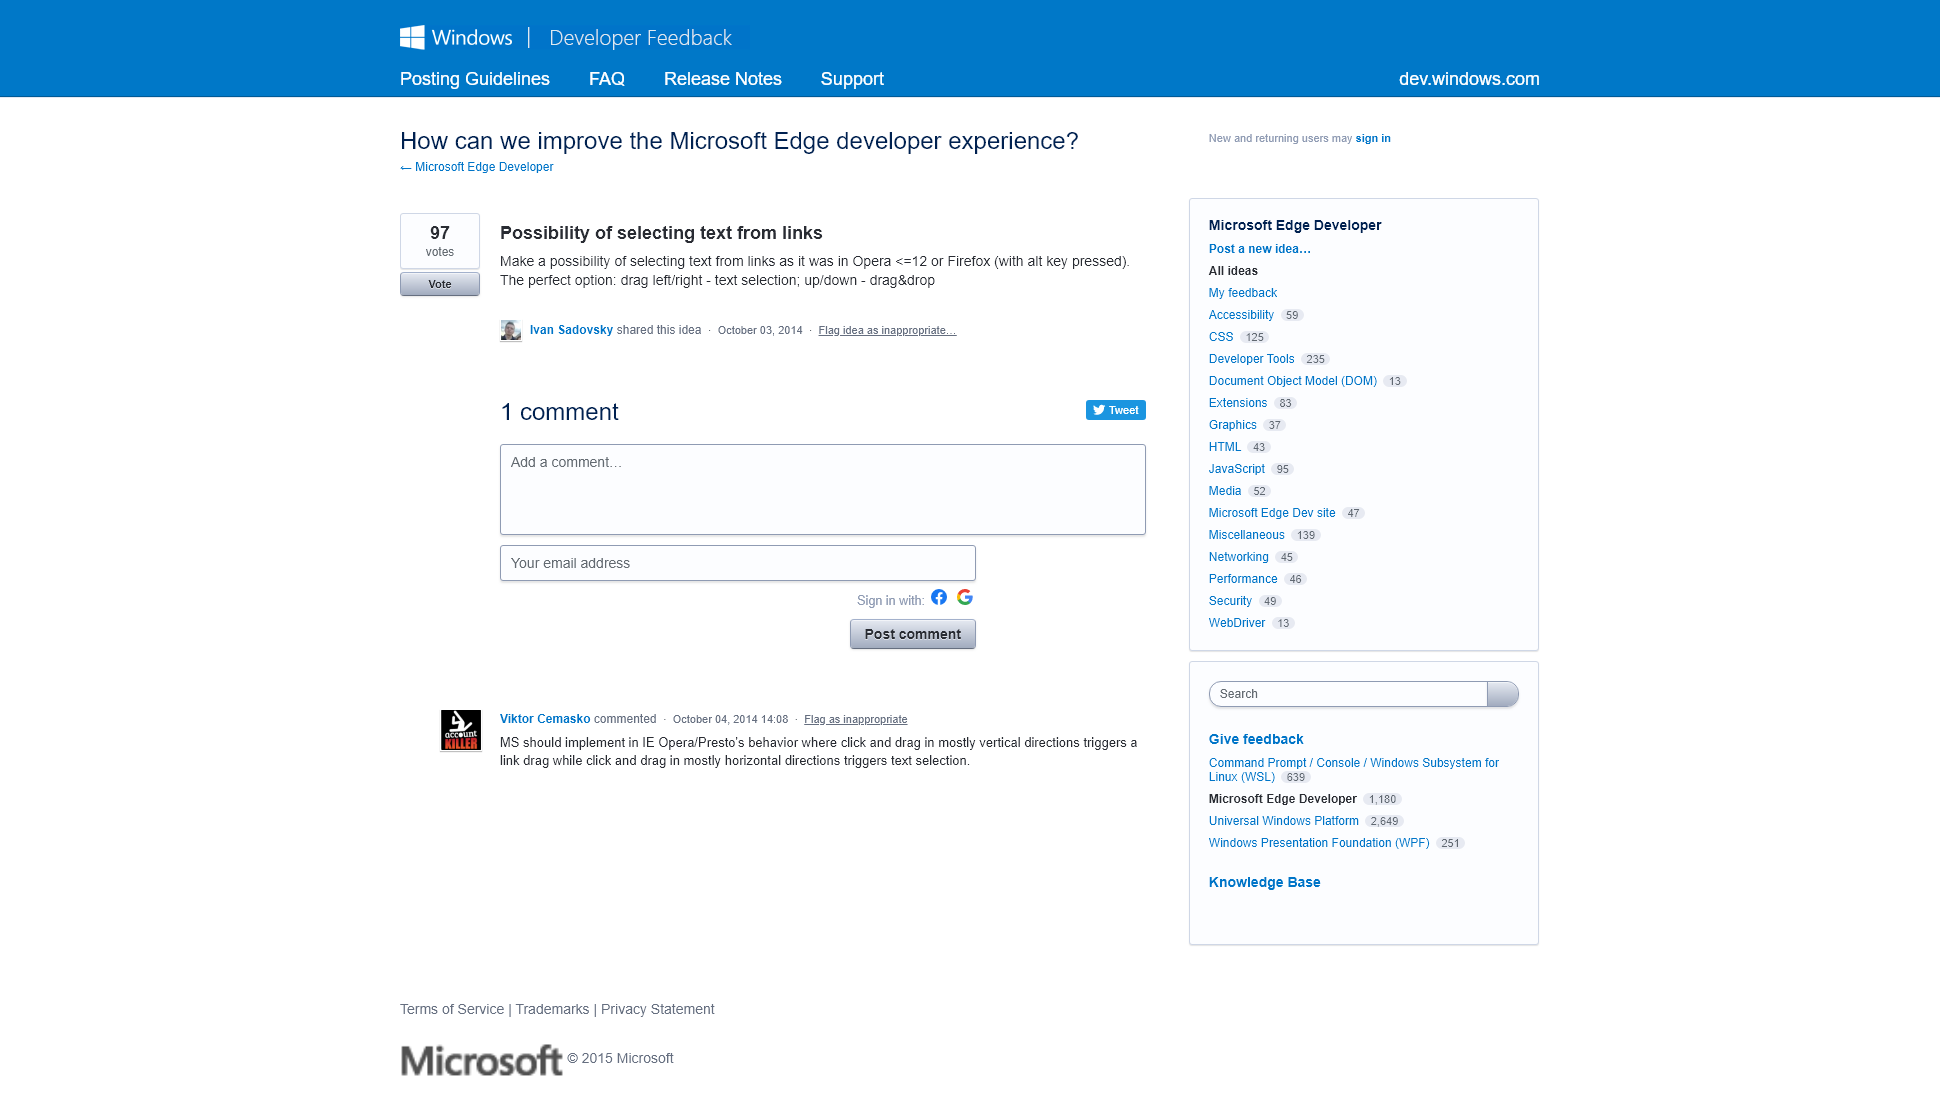 Windows | Developer Feedback
Posting Guidelines FAQ Release Notes Support dev.windows.com
How can we improve the Microsoft Edge developer experience?
← Microsoft Edge Developer
New and returning users may sign in
97
votes
Vote
Possibility of selecting text from links
Make a possibility of selecting text from links as it was in Opera <=12 or Firefox (with alt key pressed).
The perfect option: drag left/right - text selection; up/down - drag&drop
Ivan Sadovsky shared this idea · October 03, 2014 · Flag idea as inappropriate…
1 comment
Tweet
Add a comment…
Your email address
Sign in with:
Post comment
account
KILLER
Viktor Cemasko commented · October 04, 2014 14:08 · Flag as inappropriate
MS should implement in IE Opera/Presto's behavior where click and drag in mostly vertical directions triggers a
link drag while click and drag in mostly horizontal directions triggers text selection.
Microsoft Edge Developer
Post a new idea…
All ideas
My feedback
Accessibility 59
CSS 125
Developer Tools 235
Document Object Model (DOM) 13
Extensions 83
Graphics 37
HTML 43
JavaScript 95
Media 52
Microsoft Edge Dev site 47
Miscellaneous 139
Networking 45
Performance 46
Security 49
WebDriver 13
Search
Give feedback
Command Prompt / Console / Windows Subsystem for
Linux (WSL) 639
Microsoft Edge Developer 1,180
Universal Windows Platform 2,649
Windows Presentation Foundation (WPF) 251
Knowledge Base
Terms of Service | Trademarks | Privacy Statement
Microsoft © 2015 Microsoft